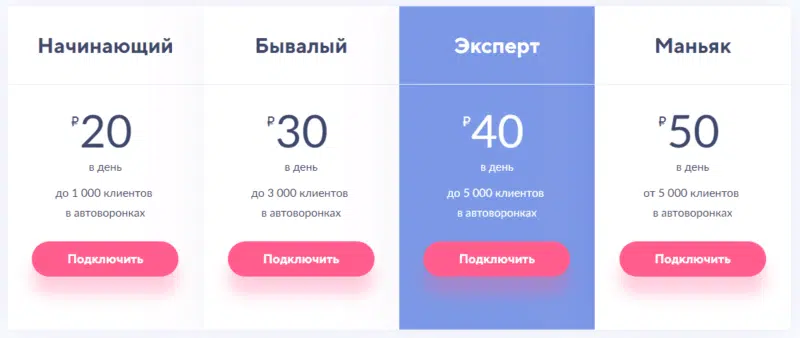 Начинающий
₽20
в день
до 1 000 клиентов
в автоворонках
Подключить
Бывалый
₽30
в день
до 3 000 клиентов
в автоворонках
Подключить
Эксперт
₽40
в день
до 5 000 клиентов
в автоворонках
Подключить
Маньяк
₽50
в день
от 5 000 клиентов
в автоворонках
Подключить